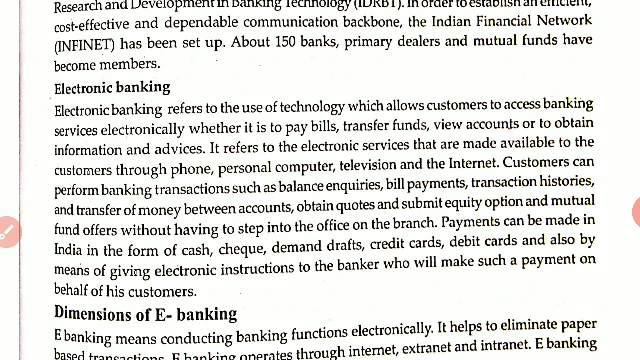 Research and Development in Banking Technology (IDRBT). In order to establish an efficient,
cost-effective and dependable communication backbone, the Indian Financial Network
(INFINET) has been set up. About 150 banks, primary dealers and mutual funds have
become members.
Electronic banking
Electronic banking refers to the use of technology which allows customers to access banking
services electronically whether it is to pay bills, transfer funds, view accounts or to obtain
information and advices. It refers to the electronic services that are made available to the
customers through phone, personal computer, television and the Internet. Customers can
perform banking transactions such as balance enquiries, bill payments, transaction histories,
and transfer of money between accounts, obtain quotes and submit equity option and mutual
fund offers without having to step into the office on the branch. Payments can be made in
India in the form of cash, cheque, demand drafts, credit cards, debit cards and also by
means of giving electronic instructions to the banker who will make such a payment on
behalf of his customers.
Dimensions of E- banking
E banking means conducting banking functions electronically. It helps to eliminate paper
based transactions. E banking operates through internet, extranet and intranet. E banking